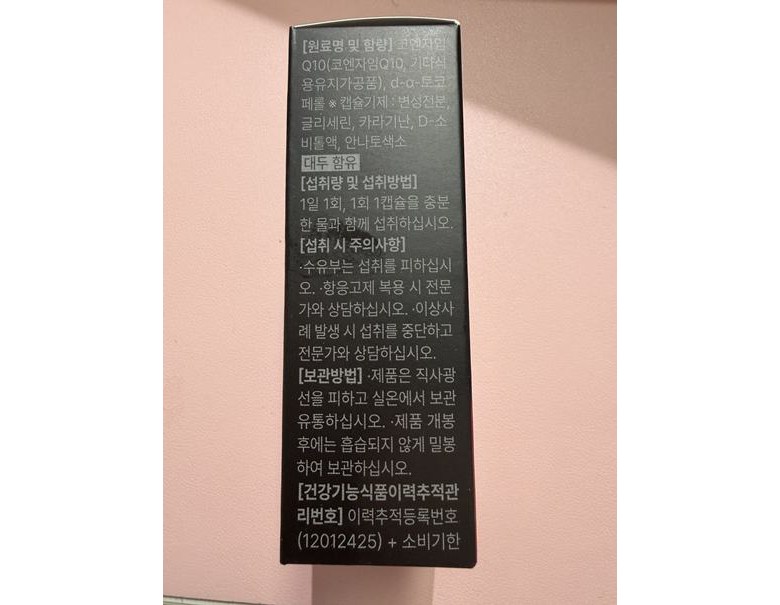 [원료명 및 함량] 코엔자임
Q10(코엔자임Q10, 기타식
용유지가공품), d-α-토코
페롤 ※ 캡슐기제 : 변성전분,
글리세린, 카라기난, D-소
비톨액, 안나토색소
대두 함유
[섭취량 및 섭취방법]
1일 1회, 1회 1캡슐을 충분
한 물과 함께 섭취하십시오.
[섭취 시 주의사항]
·수유부는 섭취를 피하십시
오. ·항응고제 복용 시 전문
가와 상담하십시오. ·이상사
례 발생 시 섭취를 중단하고
전문가와 상담하십시오.
[보관방법] ·제품은 직사광
선을 피하고 실온에서 보관
유통하십시오. ·제품 개봉
후에는 흡습되지 않게 밀봉
하여 보관하십시오.
[건강기능식품이력추적관
리번호] 이력추적등록번호
(12012425) + 소비기한